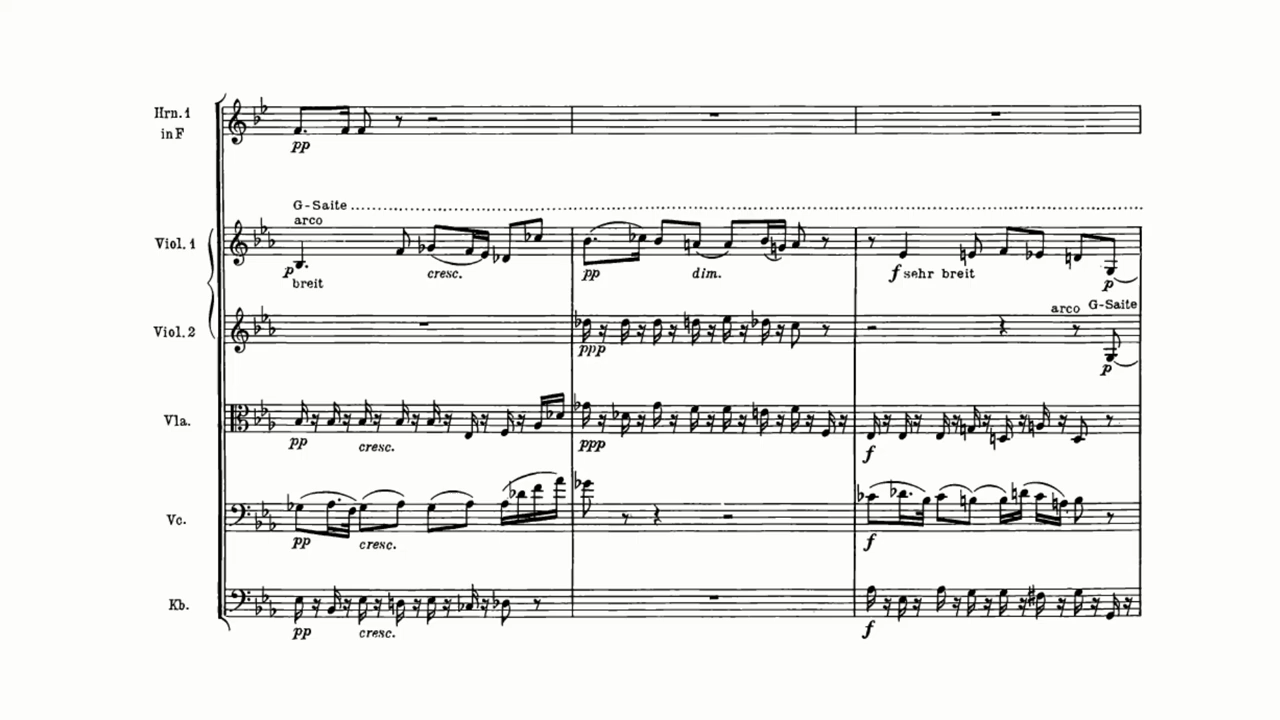 Hrn. 1
in F
pp
G-Saite
arco
Viol. 1
p
breit
cresc.
pp
dim.
f sehr breit
p
arco G-Saite
Viol. 2
ppp
p
Vla.
pp
cresc.
ppp
f
Vc.
pp
cresc.
f
Kb.
pp
cresc.
f